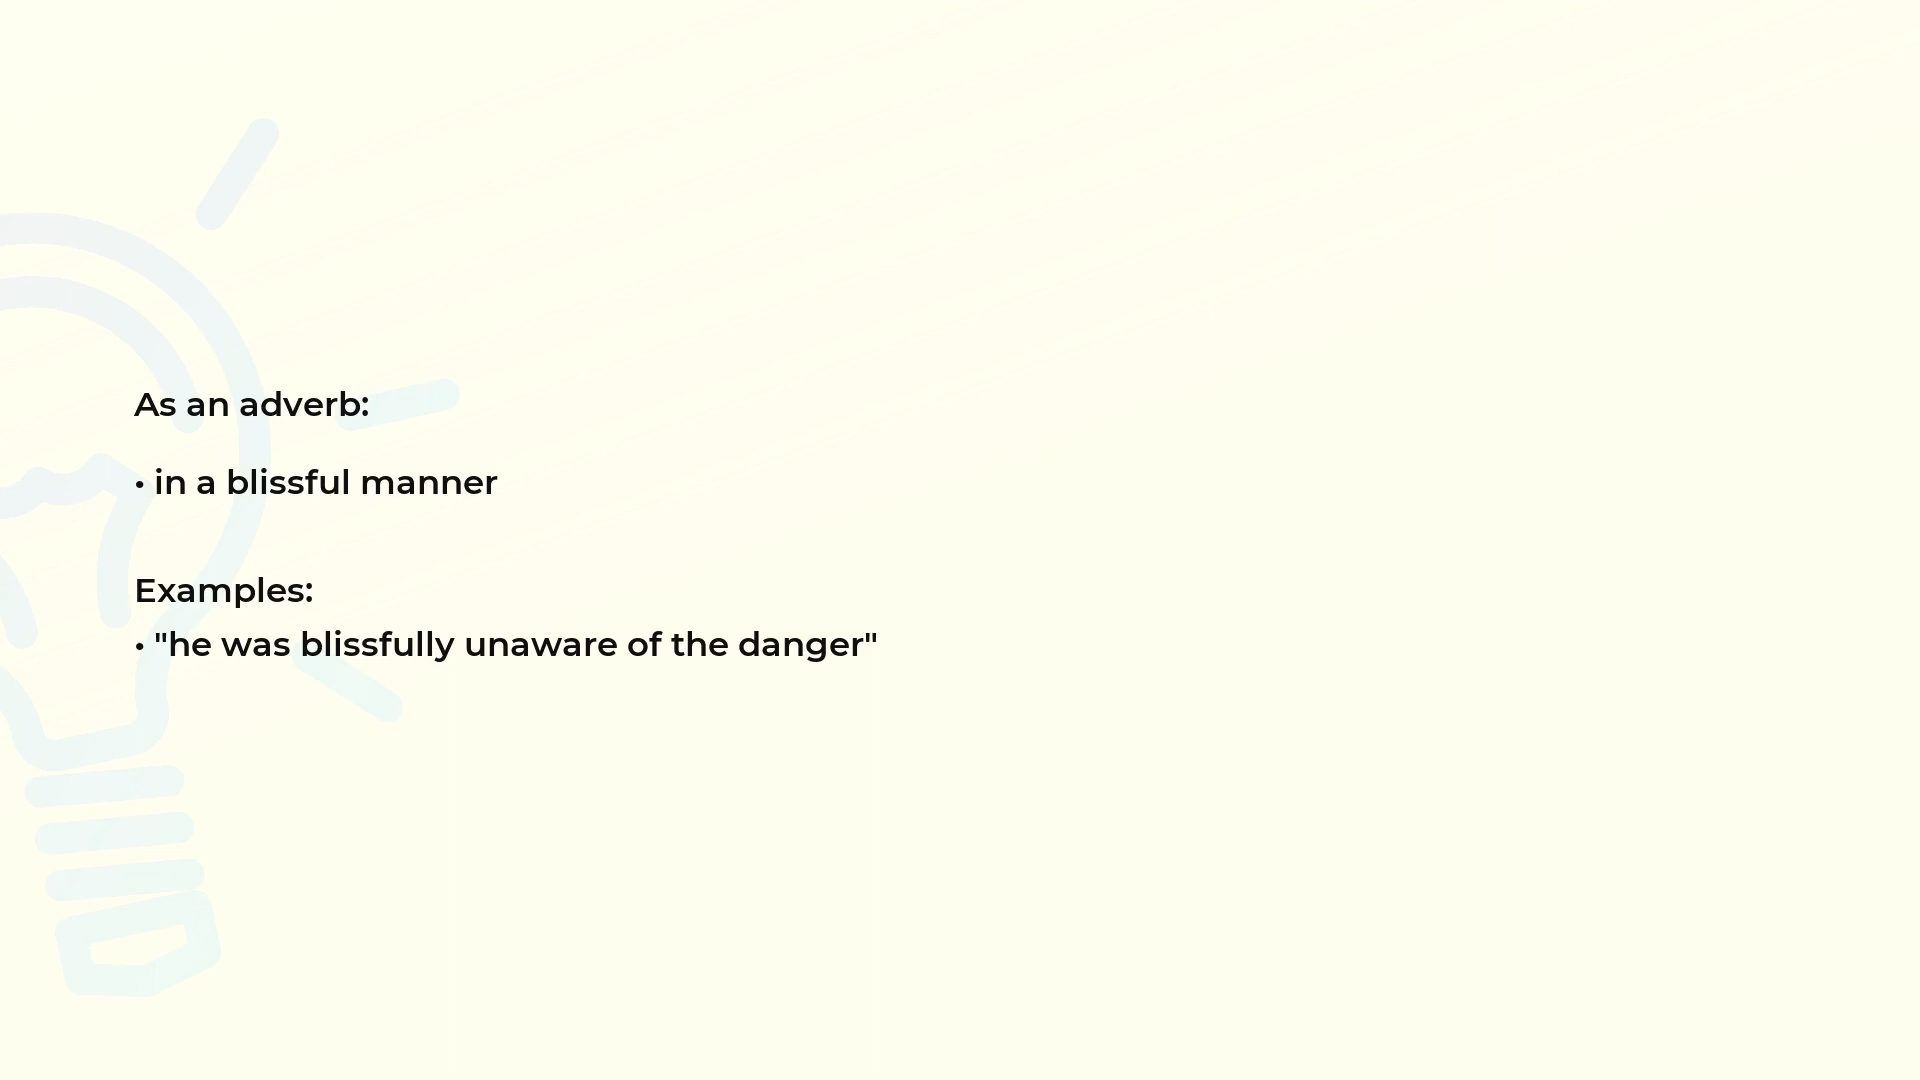 As an adverb:
• in a blissful manner
Examples:
• "he was blissfully unaware of the danger"